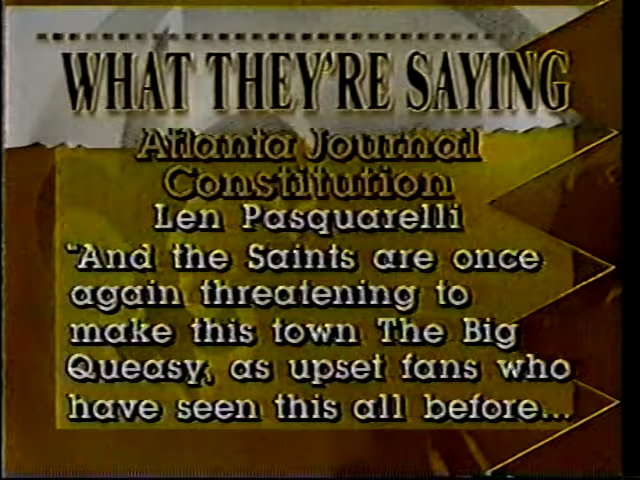 WHAT THEY'RE SAYING
Atlanta Journal
Constitution
Len Pasquarelli
"And the Saints are once
again threatening to
make this town The Big
Queasy, as upset fans who
have seen this all before...